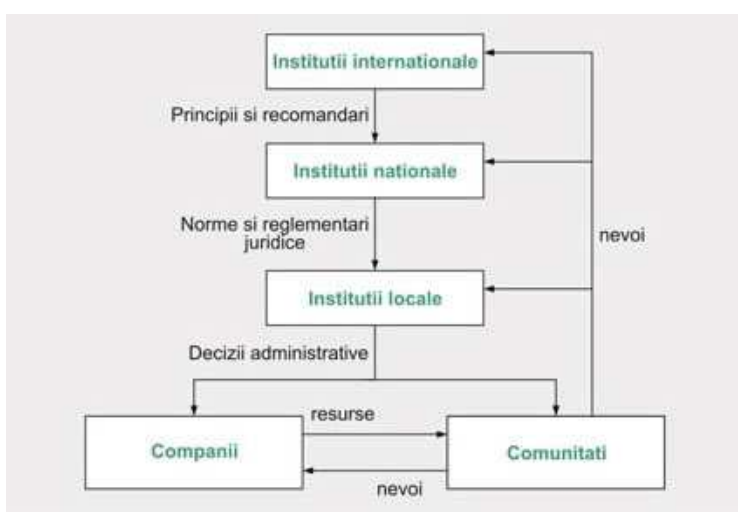 Institutii internationale
Principii si recomandari
Institutii nationale
Norme si reglementari
juridice
nevoi
Institutii locale
Decizii administrative
resurse
Companii
Comunitati
nevoi